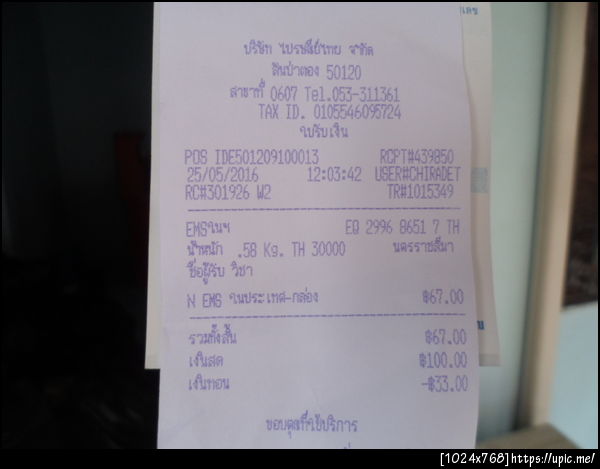 เลข
บริษัท ไปรษณีย์ไทย จำกัด
สันป่าตอง 50120
สาขาที่ 0607 Tel.053-311361
TAX ID. 0105546095724
ใบรับเงิน
POS IDE501209100013 RCPT#439850
25/05/2016 12:03:42 USER#CHIRADET
RC#301926 W2 TR#1015349
EMSในฯ EQ 2996 8651 7 TH
น้ำหนัก .58 Kg. TH 30000 นครราชสีมา
ชื่อผู้รับ วิชา
N EMS ในประเทศ-กล่อง ฿67.00
รวมทั้งสิ้น ฿67.00
เงินสด ฿100.00
เงินทอน -฿33.00
ขอบคุณที่ใช้บริการ
[1024x768]https://upic.me/